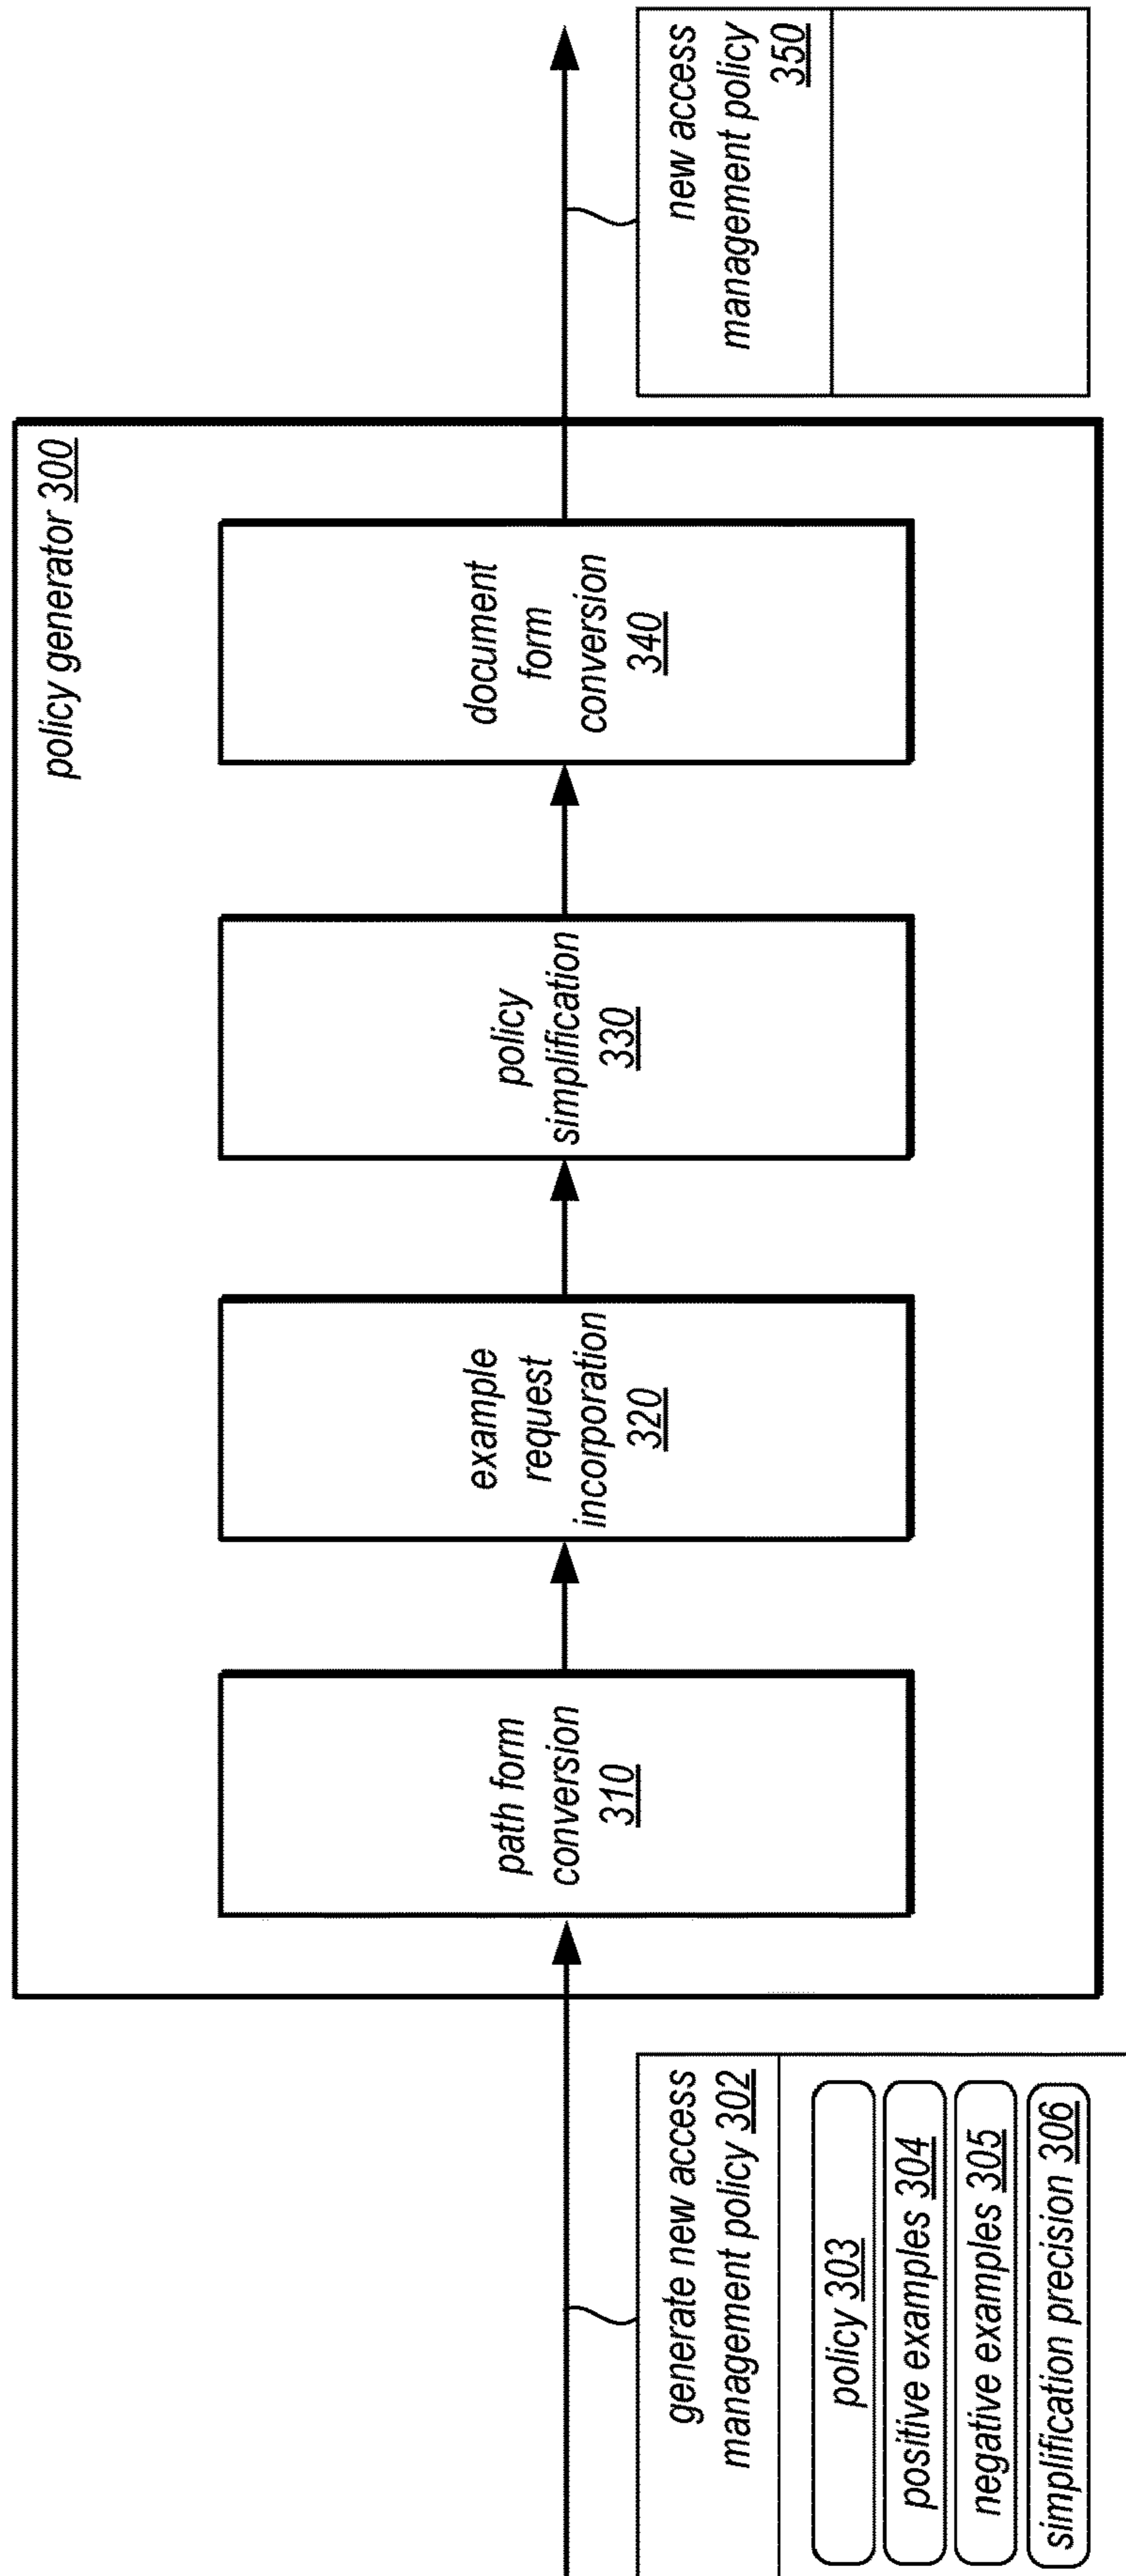 generate new access
management policy 302
policy 303
positive examples 304
negative examples 305
simplification precision 306
policy generator 300
path form
conversion
310
example
request
incorporation
320
policy
simplification
330
document
form
conversion
340
new access
management policy
350